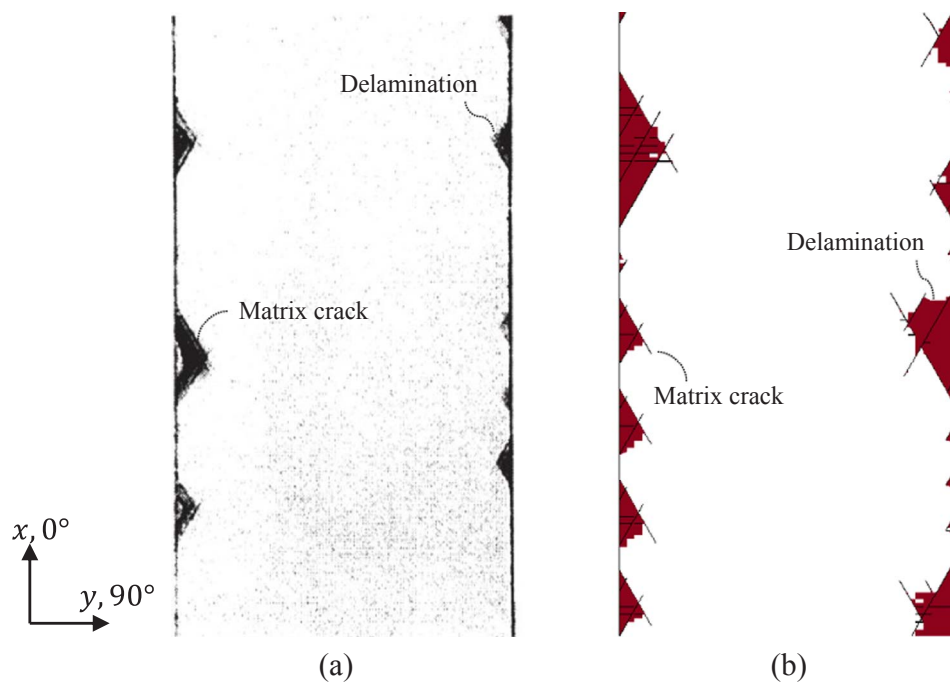 Delamination
Matrix crack
x, 0°
y, 90°
(a)
Delamination
Matrix crack
(b)